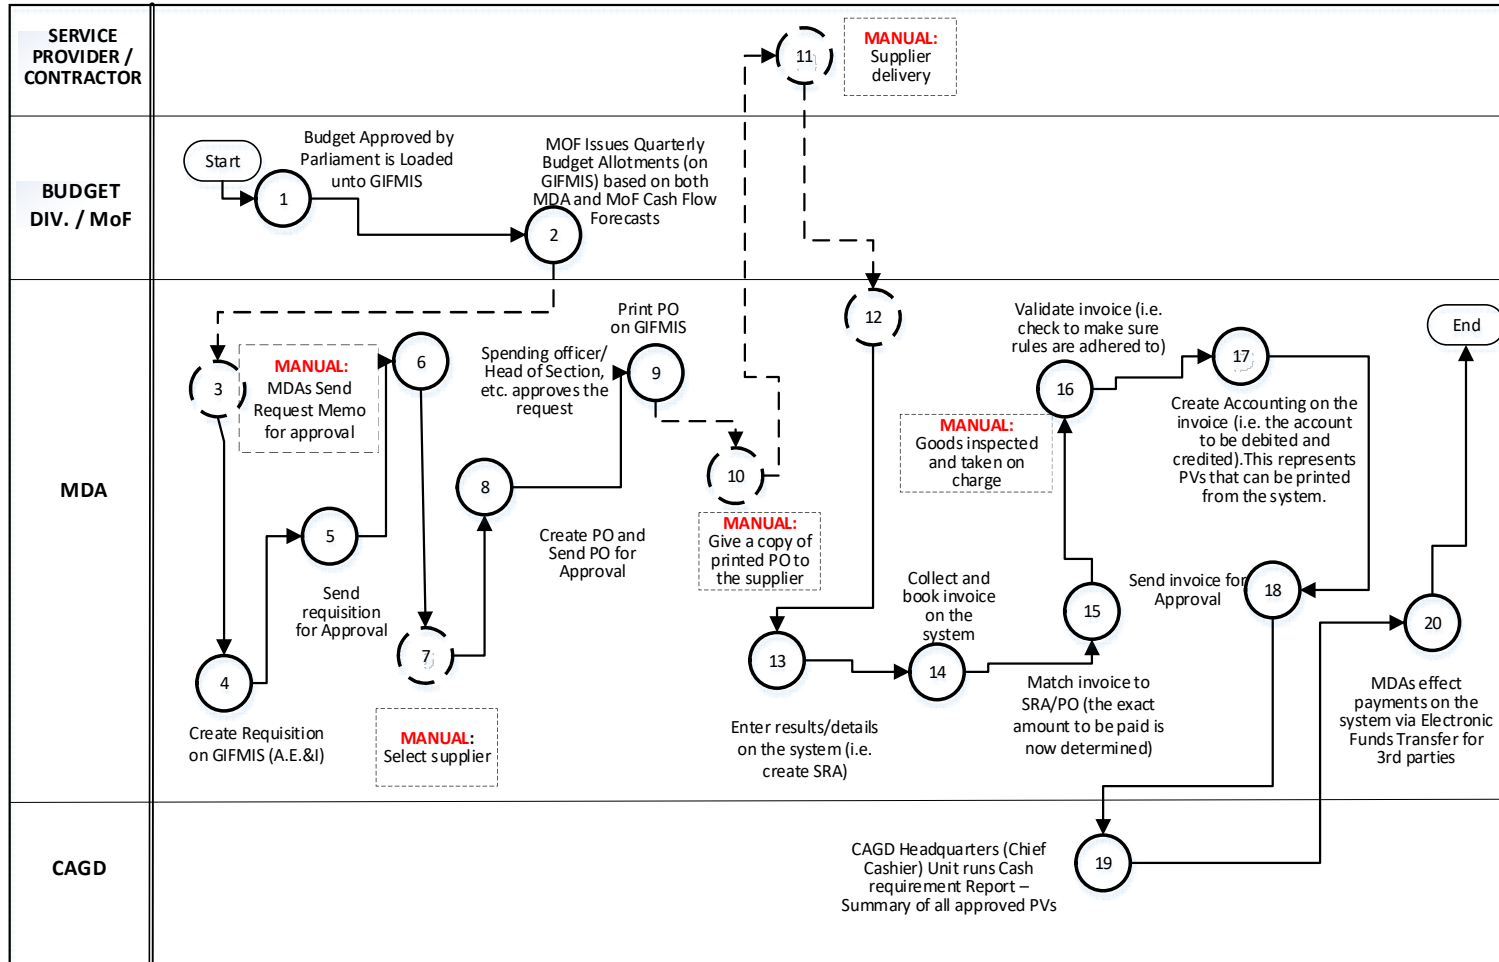 SERVICE
PROVIDER /
CONTRACTOR
11
MANUAL:
Supplier
delivery
BUDGET
DIV. / MoF
Start
1
Budget Approved by
Parliament is Loaded
unto GIFMIS
MOF Issues Quarterly
Budget Allotments (on
GIFMIS) based on both
MDA and MoF Cash Flow
Forecasts
2
MDA
3
MANUAL:
MDAs Send
Request Memo
for approval
4
Create Requisition
on GIFMIS (A.E.&I)
5
Send
requisition
for Approval
6
7
MANUAL:
Select supplier
8
Create PO and
Send PO for
Approval
Spending officer/
Head of Section,
etc. approves the
request
Print PO
on GIFMIS
9
10
MANUAL:
Give a copy of
printed PO to
the supplier
12
13
Enter results/details
on the system (i.e.
create SRA)
Collect and
book invoice
on the
system
14
15
Match invoice to
SRA/PO (the exact
amount to be paid is
now determined)
MANUAL:
Goods inspected
and taken on
charge
Validate invoice (i.e.
check to make sure
rules are adhered to)
16
17
Create Accounting on the
invoice (i.e. the account
to be debited and
credited).This represents
PVs that can be printed
from the system.
Send invoice for
Approval
18
End
20
MDAs effect
payments on the
system via Electronic
Funds Transfer for
3rd parties
CAGD
CAGD Headquarters (Chief
Cashier) Unit runs Cash
requirement Report –
Summary of all approved PVs
19